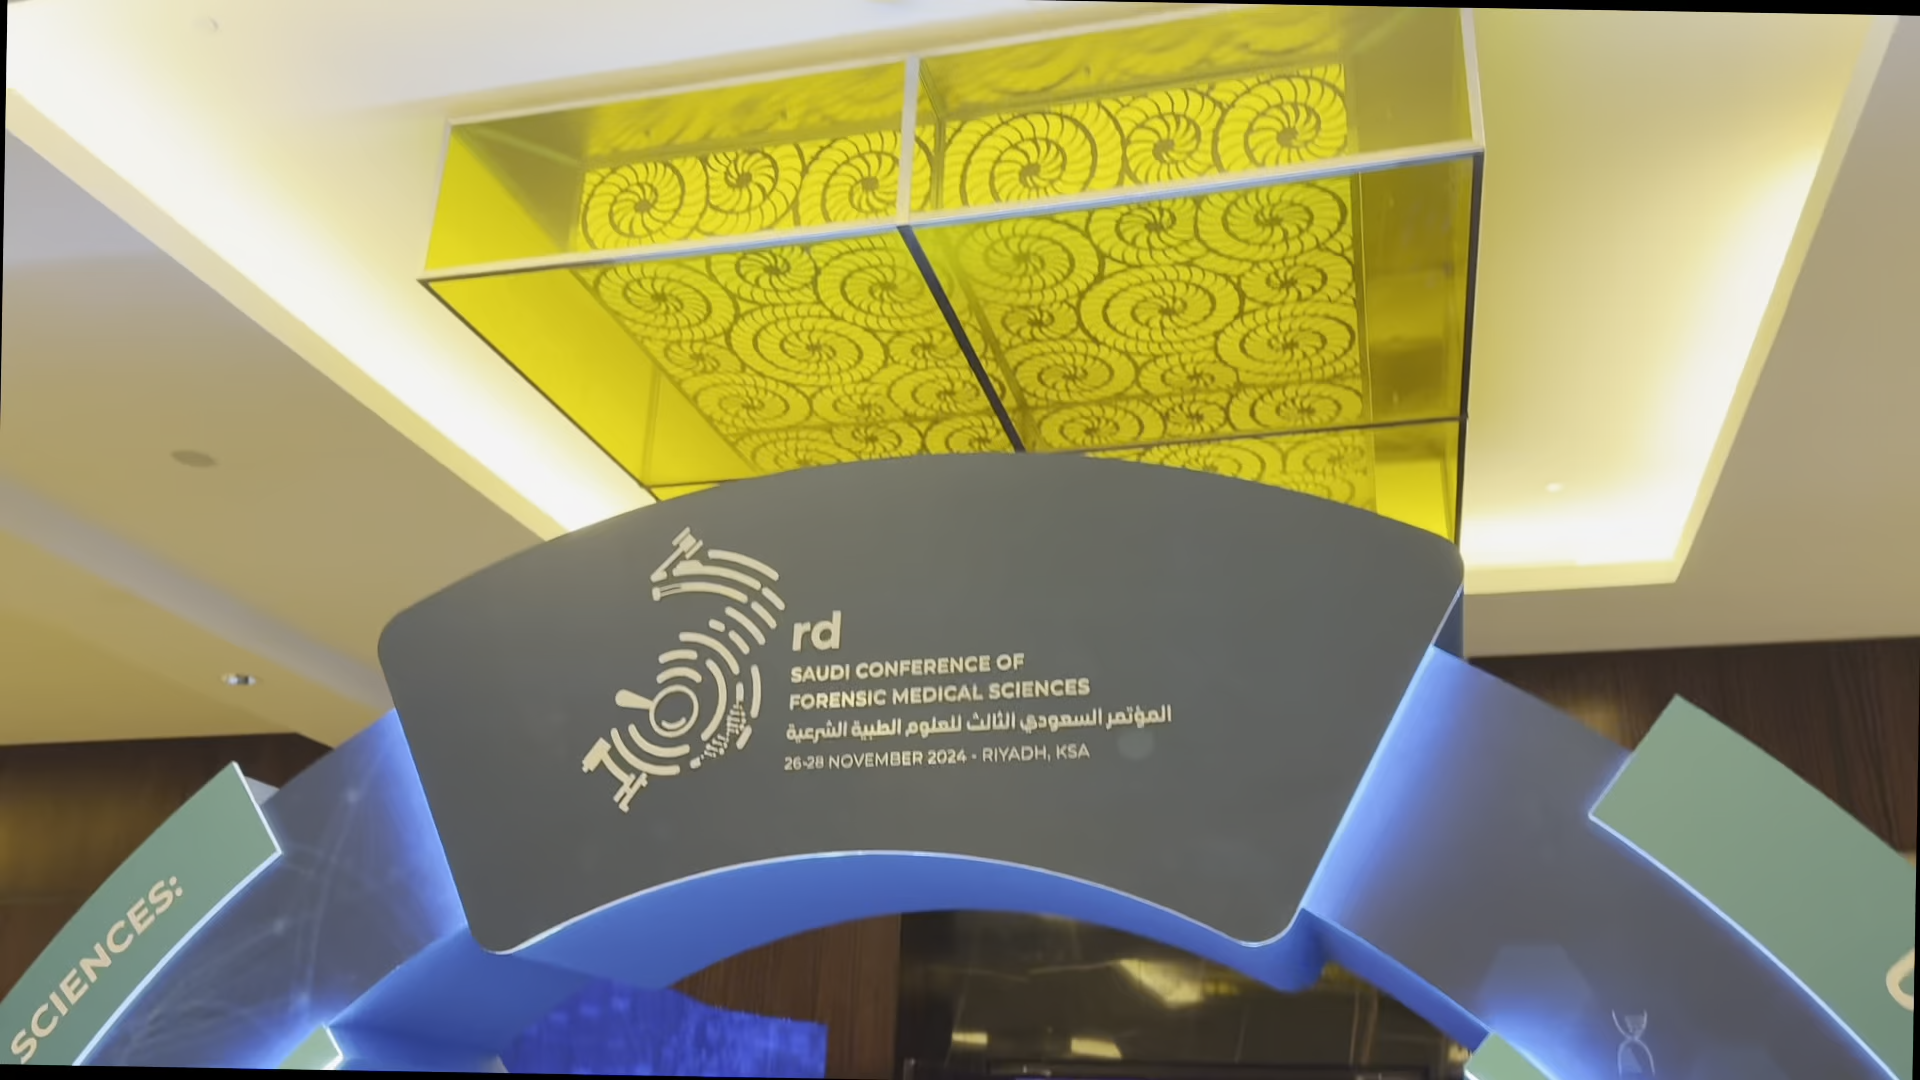 3rd
SAUDI CONFERENCE OF
FORENSIC MEDICAL SCIENCES
المؤتمر السعودي الثالث للعلوم الطبية الشرعية
26-28 NOVEMBER 2024 - RIYADH, KSA
SCIENCES: